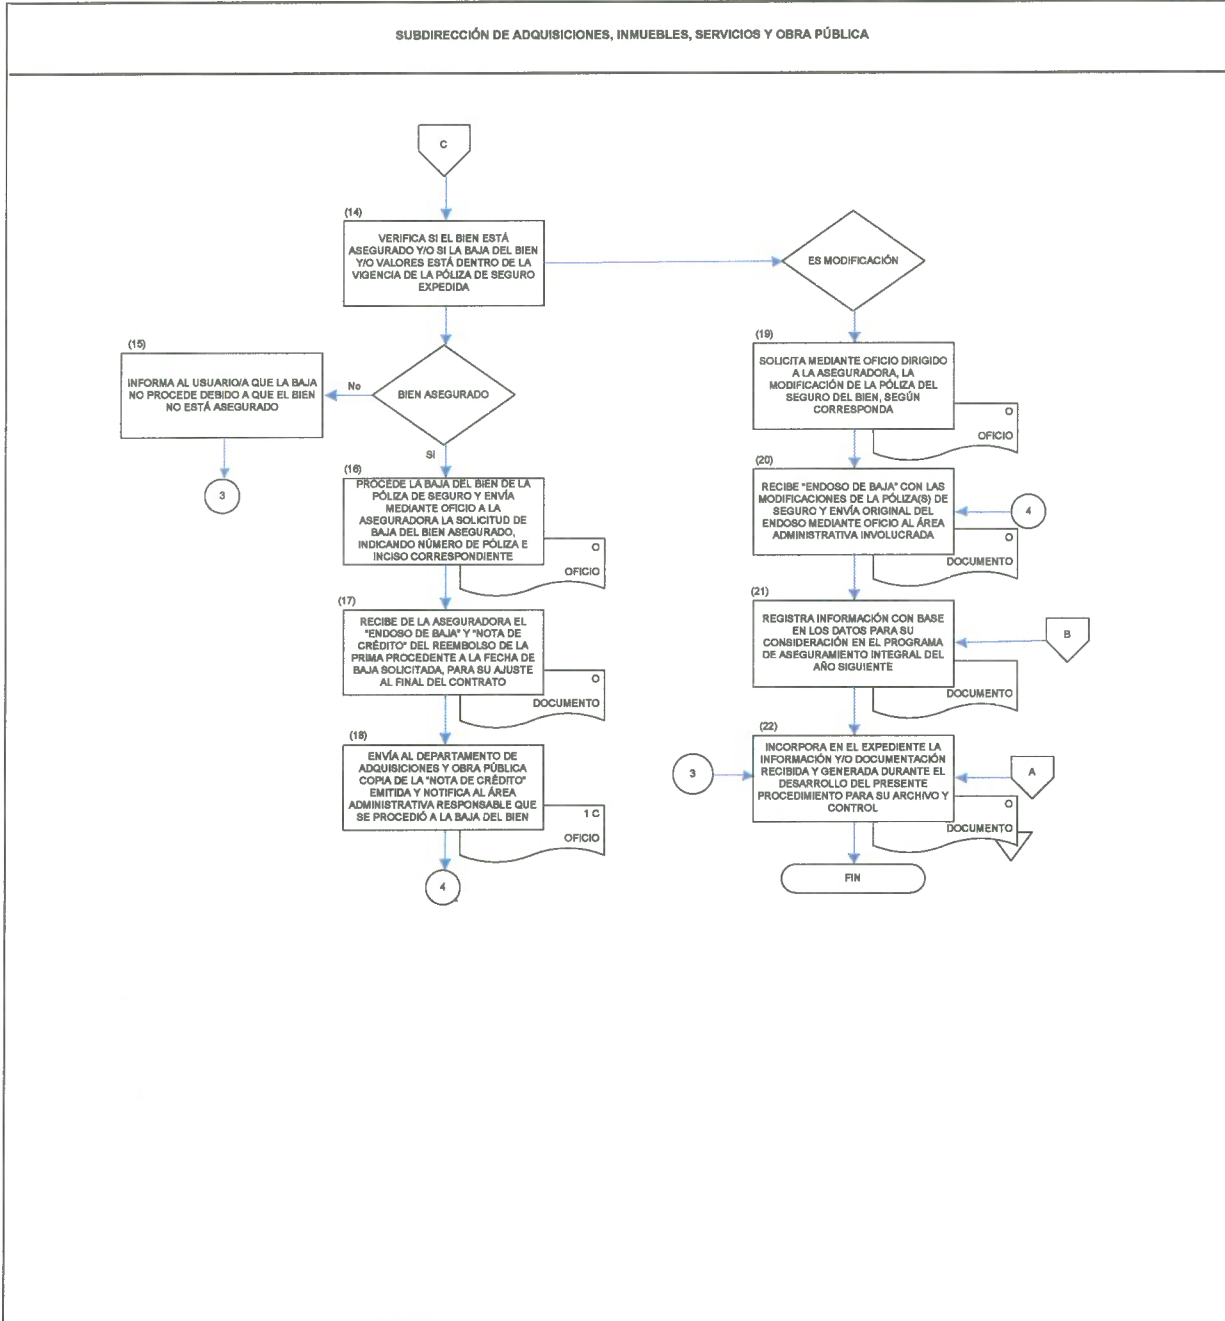 SUBDIRECCIÓN DE ADQUISICIONES, INMUEBLES, SERVICIOS Y OBRA PÚBLICA
C
(14)
VERIFICA SI EL BIEN ESTÁ
ASEGURADO Y/O SI LA BAJA DEL BIEN
Y/O VALORES ESTÁ DENTRO DE LA
VIGENCIA DE LA PÓLIZA DE SEGURO
EXPEDIDA
ES MODIFICACIÓN
(15)
INFORMA AL USUARIO/A QUE LA BAJA
NO PROCEDE DEBIDO A QUE EL BIEN
NO ESTÁ ASEGURADO
No
BIEN ASEGURADO
SI
3
(16)
PROCEDE LA BAJA DEL BIEN DE LA
PÓLIZA DE SEGURO Y ENVÍA
MEDIANTE OFICIO A LA
ASEGURADORA LA SOLICITUD DE
BAJA DEL BIEN ASEGURADO,
INDICANDO NÚMERO DE PÓLIZA E
INCISO CORRESPONDIENTE
O
OFICIO
(17)
RECIBE DE LA ASEGURADORA EL
"ENDOSO DE BAJA" Y "NOTA DE
CRÉDITO" DEL REEMBOLSO DE LA
PRIMA PROCEDENTE A LA FECHA DE
BAJA SOLICITADA, PARA SU AJUSTE
AL FINAL DEL CONTRATO
O
DOCUMENTO
(18)
ENVÍA AL DEPARTAMENTO DE
ADQUISICIONES Y OBRA PÚBLICA
COPIA DE LA "NOTA DE CRÉDITO"
EMITIDA Y NOTIFICA AL ÁREA
ADMINISTRATIVA RESPONSABLE QUE
SE PROCEDIÓ A LA BAJA DEL BIEN
1 C
OFICIO
4
(19)
SOLICITA MEDIANTE OFICIO DIRIGIDO
A LA ASEGURADORA, LA
MODIFICACIÓN DE LA PÓLIZA DEL
SEGURO DEL BIEN, SEGÚN
CORRESPONDA
O
OFICIO
(20)
RECIBE "ENDOSO DE BAJA" CON LAS
MODIFICACIONES DE LA PÓLIZA(S) DE
SEGURO Y ENVÍA ORIGINAL DEL
ENDOSO MEDIANTE OFICIO AL ÁREA
ADMINISTRATIVA INVOLUCRADA
4
O
DOCUMENTO
(21)
REGISTRA INFORMACIÓN CON BASE
EN LOS DATOS PARA SU
CONSIDERACIÓN EN EL PROGRAMA
DE ASEGURAMIENTO INTEGRAL DEL
AÑO SIGUIENTE
B
DOCUMENTO
(22)
INCORPORA EN EL EXPEDIENTE LA
INFORMACIÓN Y/O DOCUMENTACIÓN
RECIBIDA Y GENERADA DURANTE EL
DESARROLLO DEL PRESENTE
PROCEDIMIENTO PARA SU ARCHIVO Y
CONTROL
3
A
O
DOCUMENTO
FIN